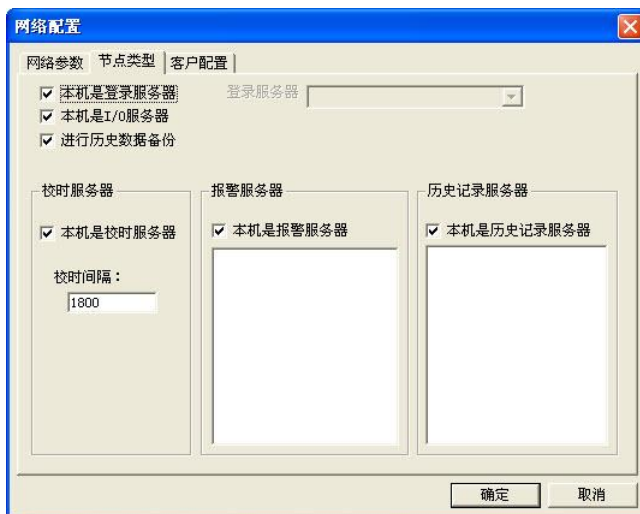 网络配置
网络参数 节点类型 客户配置
本机是登录服务器 登录服务器
本机是I/O服务器
进行历史数据备份
校时服务器 报警服务器 历史记录服务器
本机是校时服务器 本机是报警服务器 本机是历史记录服务器
校时间隔：
1800
确定 取消